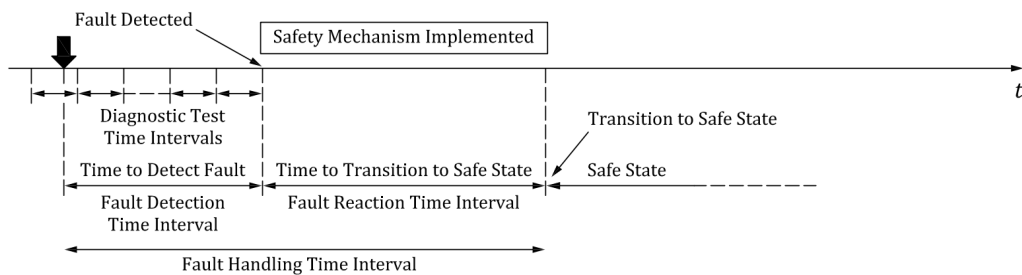 Fault Detected
Safety Mechanism Implemented
t
Diagnostic Test
Time Intervals
Transition to Safe State
Time to Detect Fault
Time to Transition to Safe State
Safe State
Fault Detection
Time Interval
Fault Reaction Time Interval
Fault Handling Time Interval